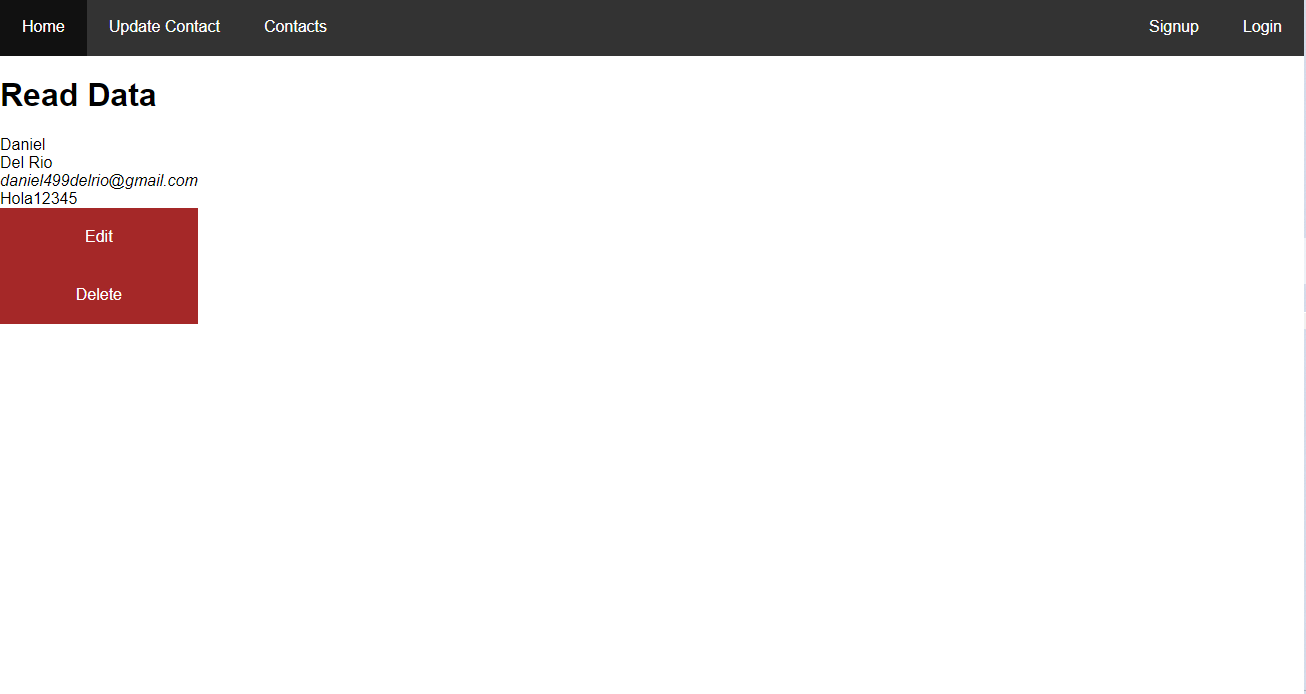 Home Update Contact Contacts Signup Login
Read Data
Daniel
Del Rio
daniel499delrio@gmail.com
Hola12345
Edit
Delete